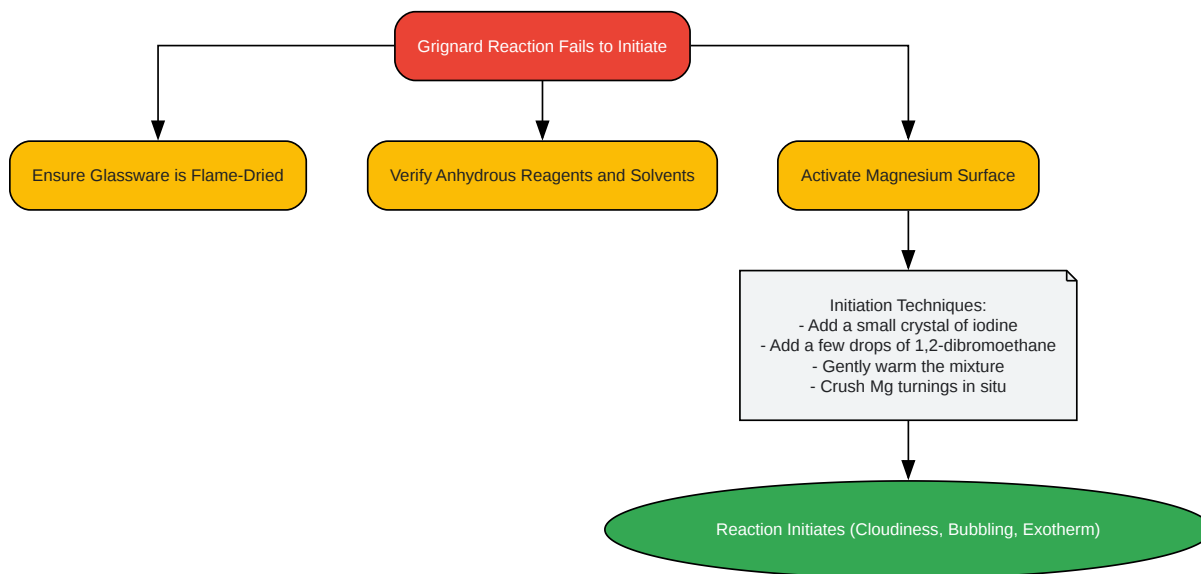 Grignard Reaction Fails to Initiate
Ensure Glassware is Flame-Dried
Verify Anhydrous Reagents and Solvents
Activate Magnesium Surface
Initiation Techniques:
- Add a small crystal of iodine
- Add a few drops of 1,2-dibromoethane
- Gently warm the mixture
- Crush Mg turnings in situ
Reaction Initiates (Cloudiness, Bubbling, Exotherm)